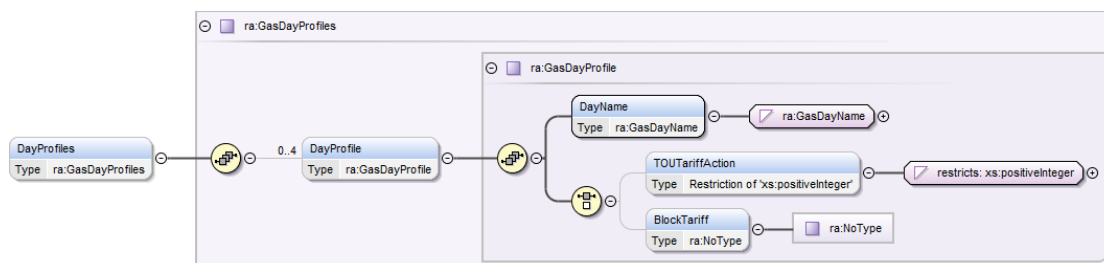 ra:GasDayProfiles
ra:GasDayProfile
DayName
Type ra:GasDayName
ra:GasDayName
DayProfiles
Type ra:GasDayProfiles
0..4
DayProfile
Type ra:GasDayProfile
TOUTariffAction
Type Restriction of 'xs:positiveInteger'
restricts: xs:positiveInteger
BlockTariff
Type ra:NoType
ra:NoType